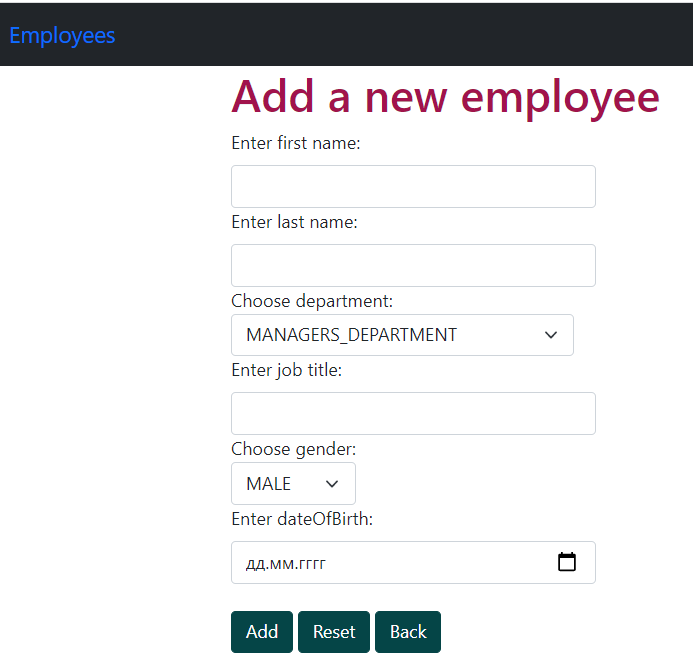 Employees
Add a new employee
Enter first name:
Enter last name:
Choose department:
MANAGERS_DEPARTMENT
Enter job title:
Choose gender:
MALE
Enter dateOfBirth:
дд.мм.гггг
Add Reset Back